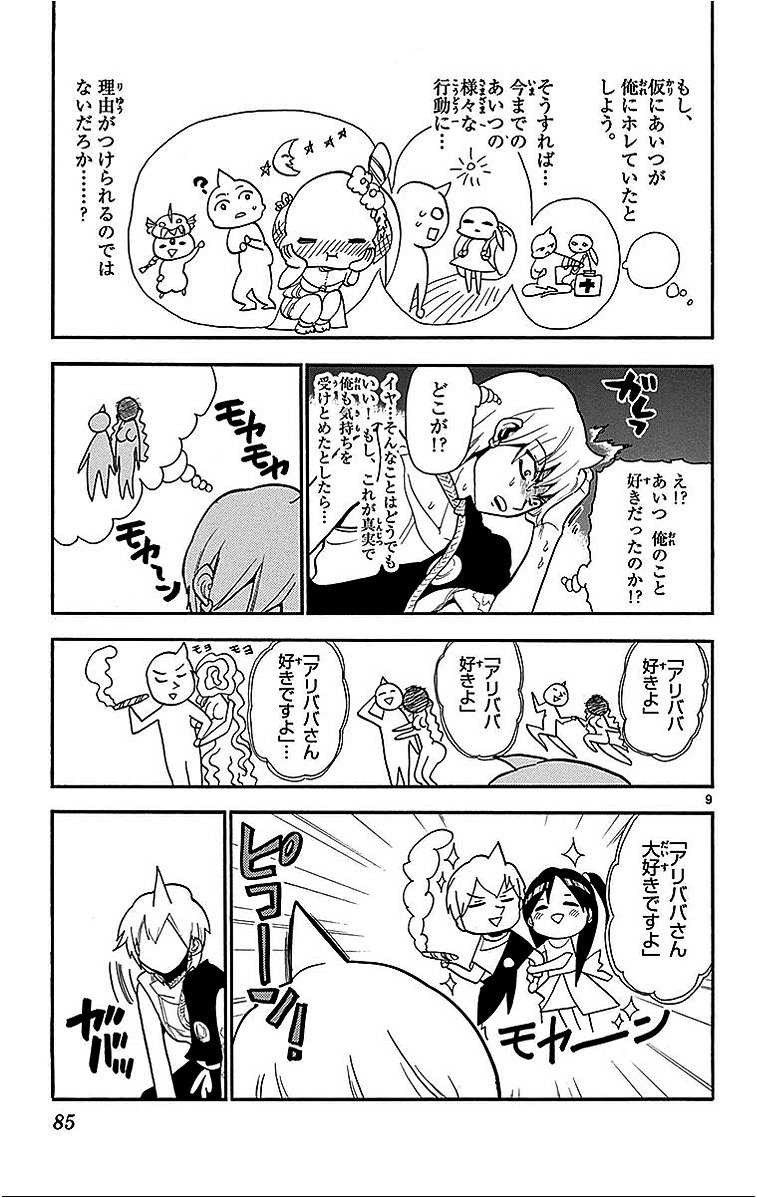 もし、
仮にあいつが
俺にホレていたと
しよう。
そうすれば…
今までの
あいつの
様々な
行動に…
理由がつけられるのでは
ないだろか………?
?
ガーンッ
え!?
あいつ 俺のこと
好きだったのか!?
どこが!?
イヤ…そんなことはどうでも
いい!もし、これが真実で
俺も気持ちを
受けとめたとしたら…
モヤ
モヤ
モヤ〜ン
「アリババ
好きよ」
「アリババ
好きよ」
「アリババさん
好きですよ」…
モヨ
モヨ
9
「アリババさん
大好きですよ」
モヤーーン
ピコーーン!
ガバッ
85